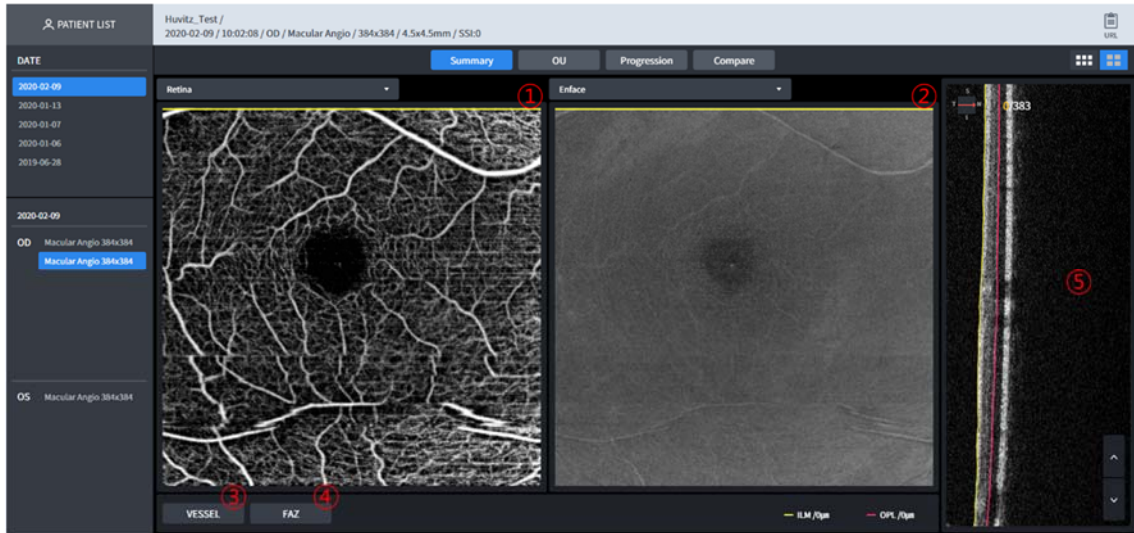 PATIENT LIST
Huvitz_Test /
2020-02-09 / 10:02:08 / OD / Macular Angio / 384x384 / 4.5x4.5mm / SSI:0
URL
DATE
Summary
OU
Progression
Compare
2020-02-09
2020-01-13
2020-01-07
2020-01-06
2019-06-28
Retina
①
Enface
②
S
T
N
I
0/383
2020-02-09
OD
Macular Angio 384x384
Macular Angio 384x384
⑤
OS
Macular Angio 384x384
③
④
VESSEL
FAZ
ILM /0µm
OPL /0µm